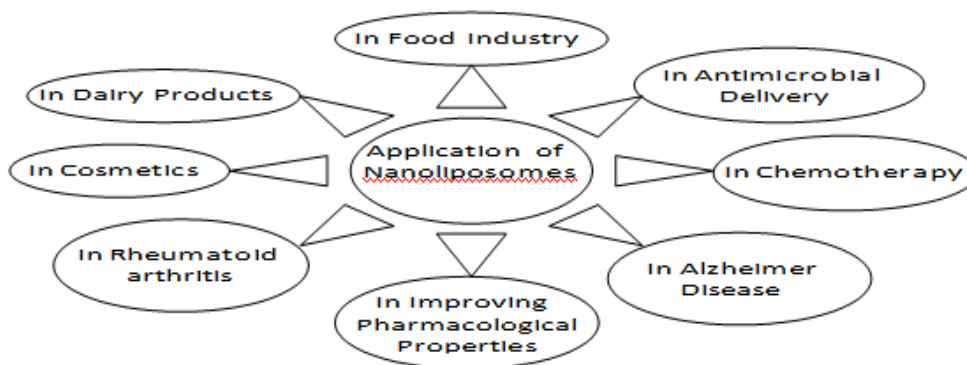 In Food Industry
In Antimicrobial
Delivery
In Dairy Products
Application of
Nanoliposomes
In Cosmetics
In Chemotherapy
In Rheumatoid
arthritis
In Alzheimer
Disease
In Improving
Pharmacological
Properties